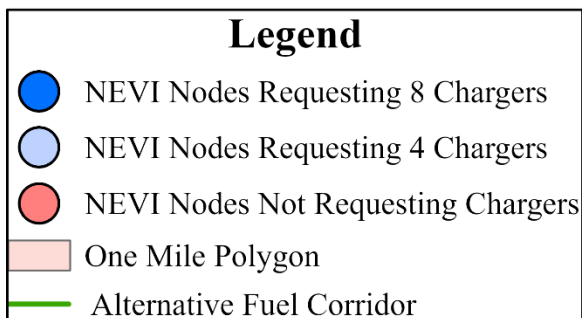 Legend
NEVI Nodes Requesting 8 Chargers
NEVI Nodes Requesting 4 Chargers
NEVI Nodes Not Requesting Chargers
One Mile Polygon
Alternative Fuel Corridor